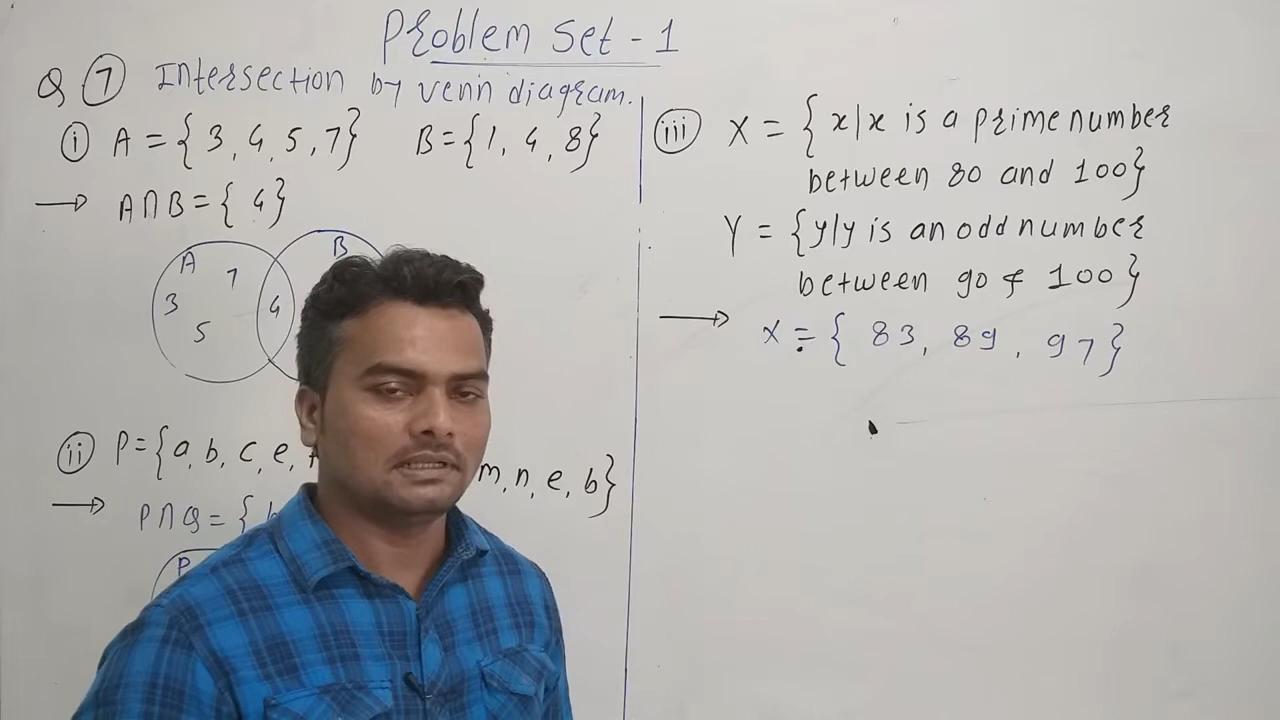 Problem Set - 1
Q 7 Intersection by venn diagram.
i A = { 3, 4, 5, 7} B = {1, 4, 8}
→ A∩B = { 4}
A B
7
3 4
5
ii P = {a, b, c, e, m, n, e, b}
→ P∩Q = {
P
iii X = { x/x is a prime number
between 80 and 100}
Y = {y/y is an odd number
between 90 & 100}
→ X = { 83, 89, 97}